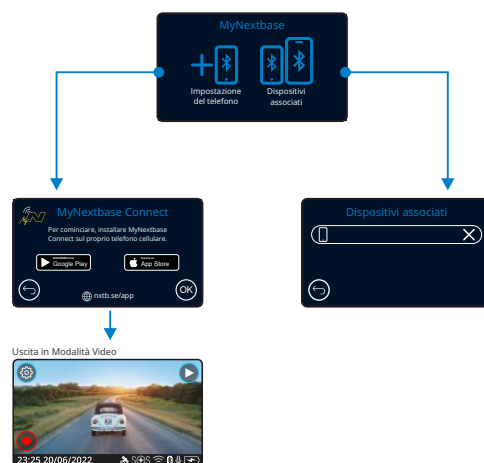 MyNextbase
Impostazione
del telefono
Dispositivi
associati
MyNextbase Connect
Per cominciare, installare MyNextbase
Connect sul proprio telefono cellulare.
Google Play
App Store
nxtb.se/app
OK
Dispositivi associati
Uscita in Modalità Video
23:25 20/06/2022
SOS